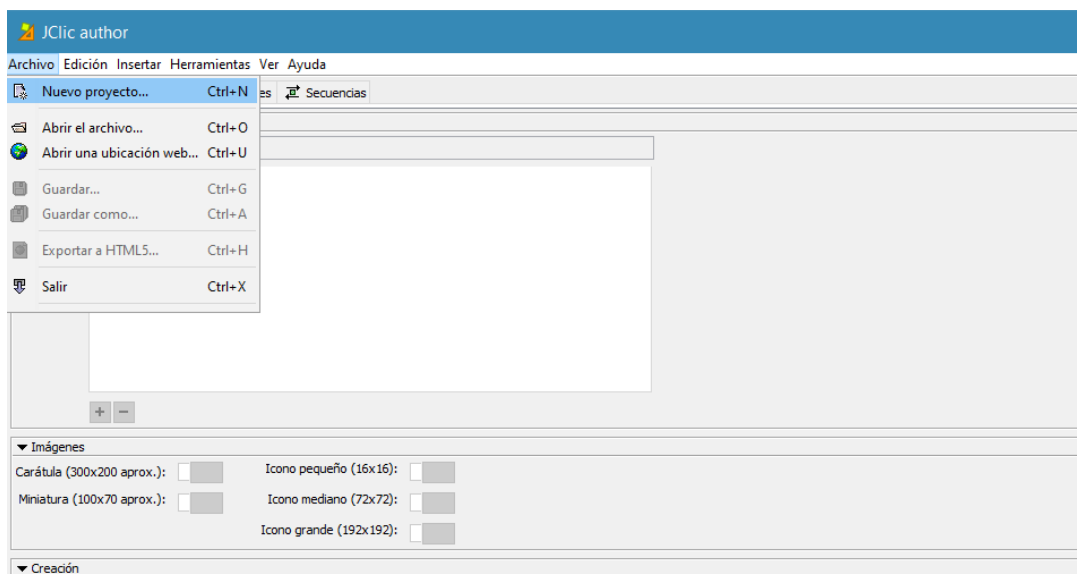 JClic author
Archivo Edición Insertar Herramientas Ver Ayuda
Nuevo proyecto... Ctrl+N es Secuencias
Abrir el archivo... Ctrl+O
Abrir una ubicación web... Ctrl+U
Guardar... Ctrl+G
Guardar como... Ctrl+A
Exportar a HTML5... Ctrl+H
Salir Ctrl+X
+ −
Imágenes
Carátula (300x200 aprox.): Icono pequeño (16x16):
Miniatura (100x70 aprox.): Icono mediano (72x72):
Icono grande (192x192):
Creación